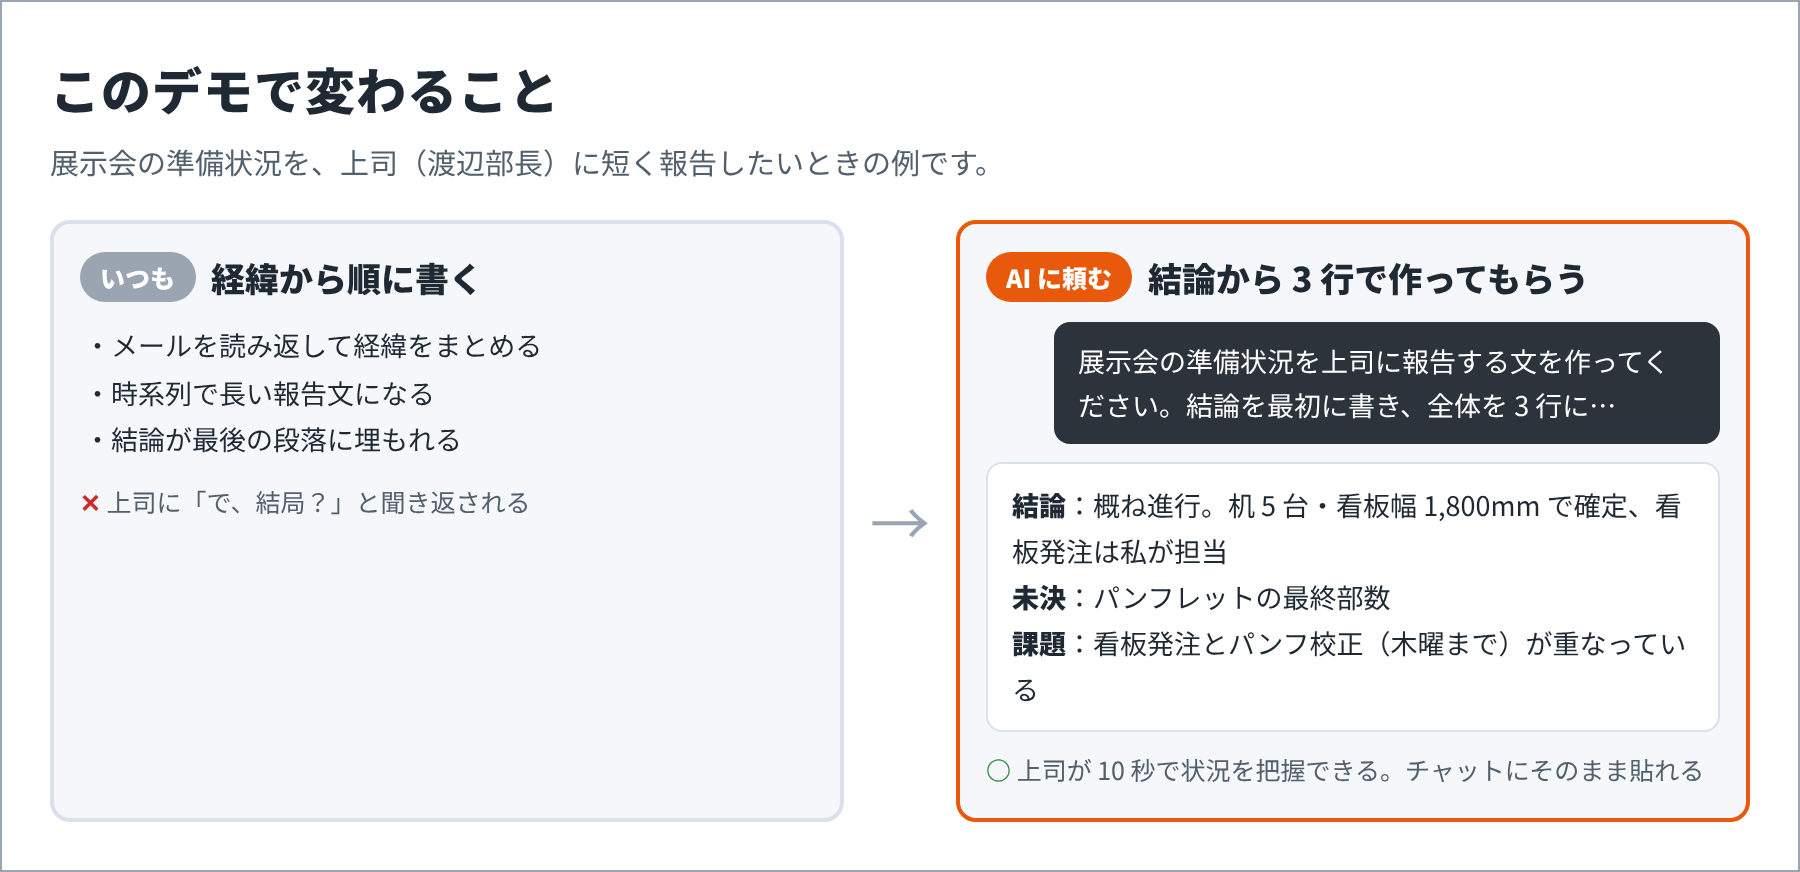 このデモで変わること
展示会の準備状況を、上司（渡辺部長）に短く報告したいときの例です。
いつも 経緯から順に書く
・メールを読み返して経緯をまとめる
・時系列で長い報告文になる
・結論が最後の段落に埋もれる
× 上司に「で、結局？」と聞き返される
→
AI に頼む 結論から 3 行で作ってもらう
展示会の準備状況を上司に報告する文を作ってく
ださい。結論を最初に書き、全体を 3 行に…
結論：概ね進行。机 5 台・看板幅 1,800mm で確定、看
板発注は私が担当
未決：パンフレットの最終部数
課題：看板発注とパンフ校正（木曜まで）が重なってい
る
○ 上司が 10 秒で状況を把握できる。チャットにそのまま貼れる